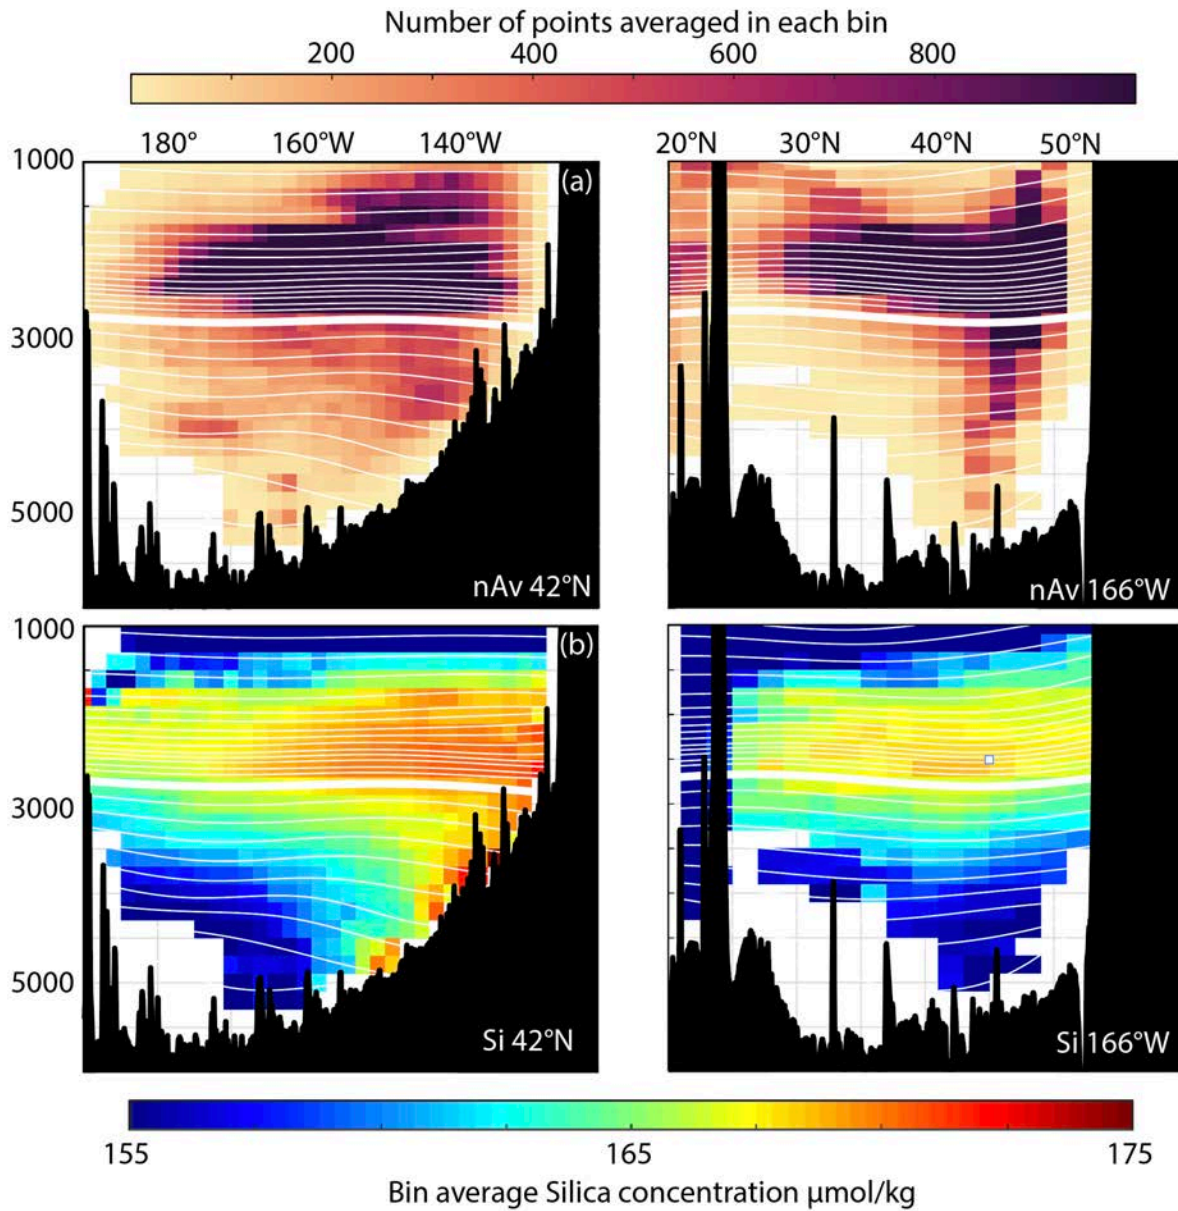 Number of points averaged in each bin
200 400 600 800
180° 160°W 140°W 20°N 30°N 40°N 50°N
1000
(a)
3000
5000
nAv 42°N nAv 166°W
1000
(b)
3000
5000
Si 42°N Si 166°W
155 165 175
Bin average Silica concentration μmol/kg